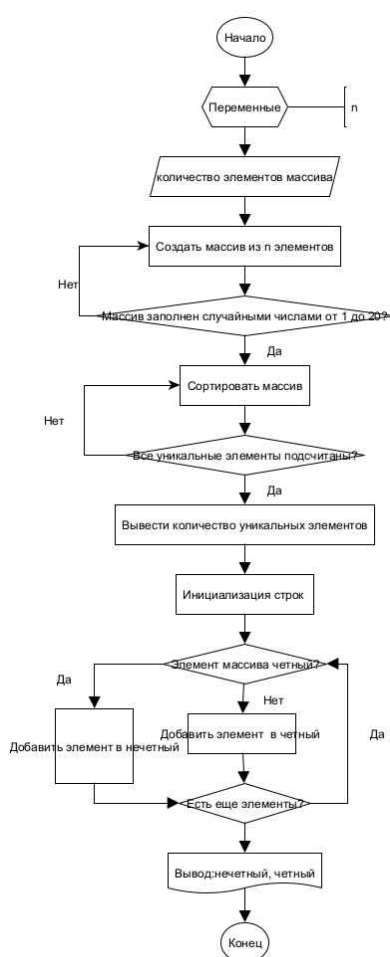 Начало
Переменные
n
количество элементов массива
Создать массив из n элементов
Нет
Массив заполнен случайными числами от 1 до 20?
Да
Сортировать массив
Нет
Все уникальные элементы подсчитаны?
Да
Вывести количество уникальных элементов
Инициализация строк
Элемент массива четный?
Да
Нет
Да
Добавить элемент в нечетный
Добавить элемент в четный
Есть еще элементы?
Вывод:нечетный, четный
Конец